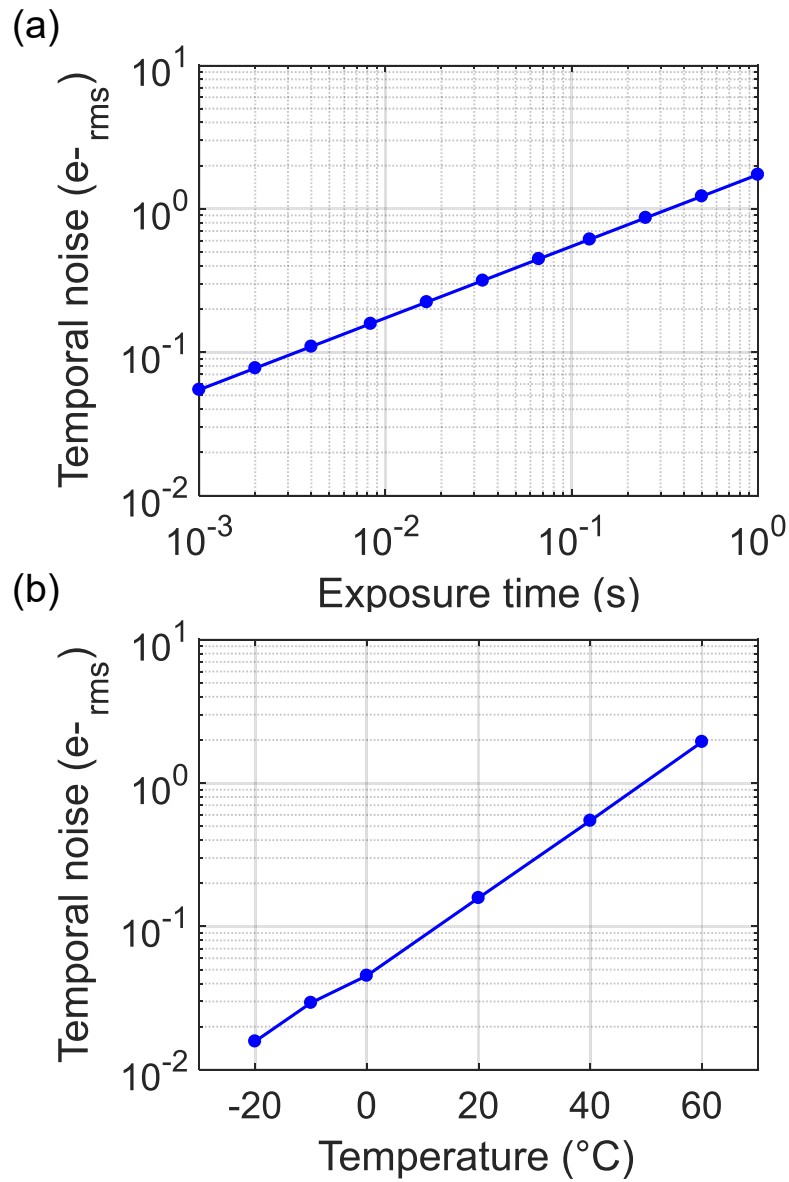 (a)
Temporal noise (e- rms)
10^1
10^0
10^-1
10^-2
10^-3 10^-2 10^-1 10^0
Exposure time (s)
(b)
Temporal noise (e- rms)
10^1
10^0
10^-1
10^-2
-20 0 20 40 60
Temperature (°C)